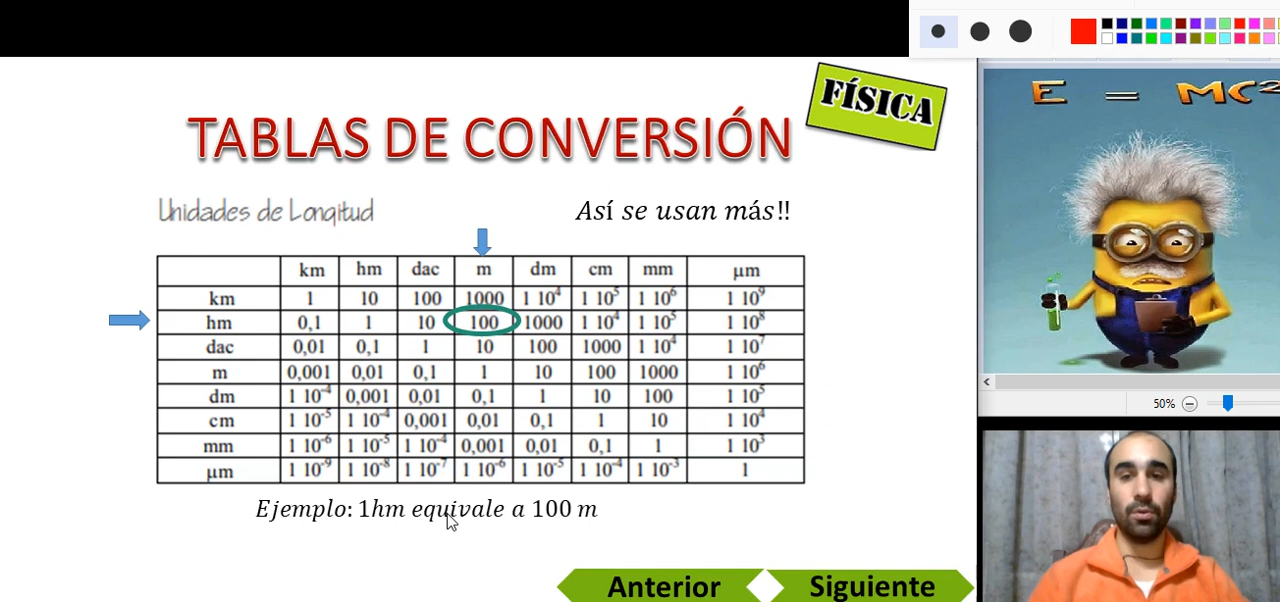 E = MC²
FÍSICA
TABLAS DE CONVERSIÓN
Unidades de Longitud
Así se usan más!!
km hm dac m dm cm mm µm
km 1 10 100 1000 1 10⁴ 1 10⁵ 1 10⁶ 1 10⁹
hm 0,1 1 10 100 1000 1 10⁴ 1 10⁵ 1 10⁸
dac 0,01 0,1 1 10 100 1000 1 10⁴ 1 10⁷
m 0,001 0,01 0,1 1 10 100 1000 1 10⁶
dm 1 10⁻⁴ 0,001 0,01 0,1 1 10 100 1 10⁵
cm 1 10⁻⁵ 1 10⁻⁴ 0,001 0,01 0,1 1 10 1 10⁴
mm 1 10⁻⁶ 1 10⁻⁵ 1 10⁻⁴ 0,001 0,01 0,1 1 1 10³
µm 1 10⁻⁹ 1 10⁻⁸ 1 10⁻⁷ 1 10⁻⁶ 1 10⁻⁵ 1 10⁻⁴ 1 10⁻³ 1
50%
Ejemplo: 1hm equivale a 100 m
Anterior
Siguiente